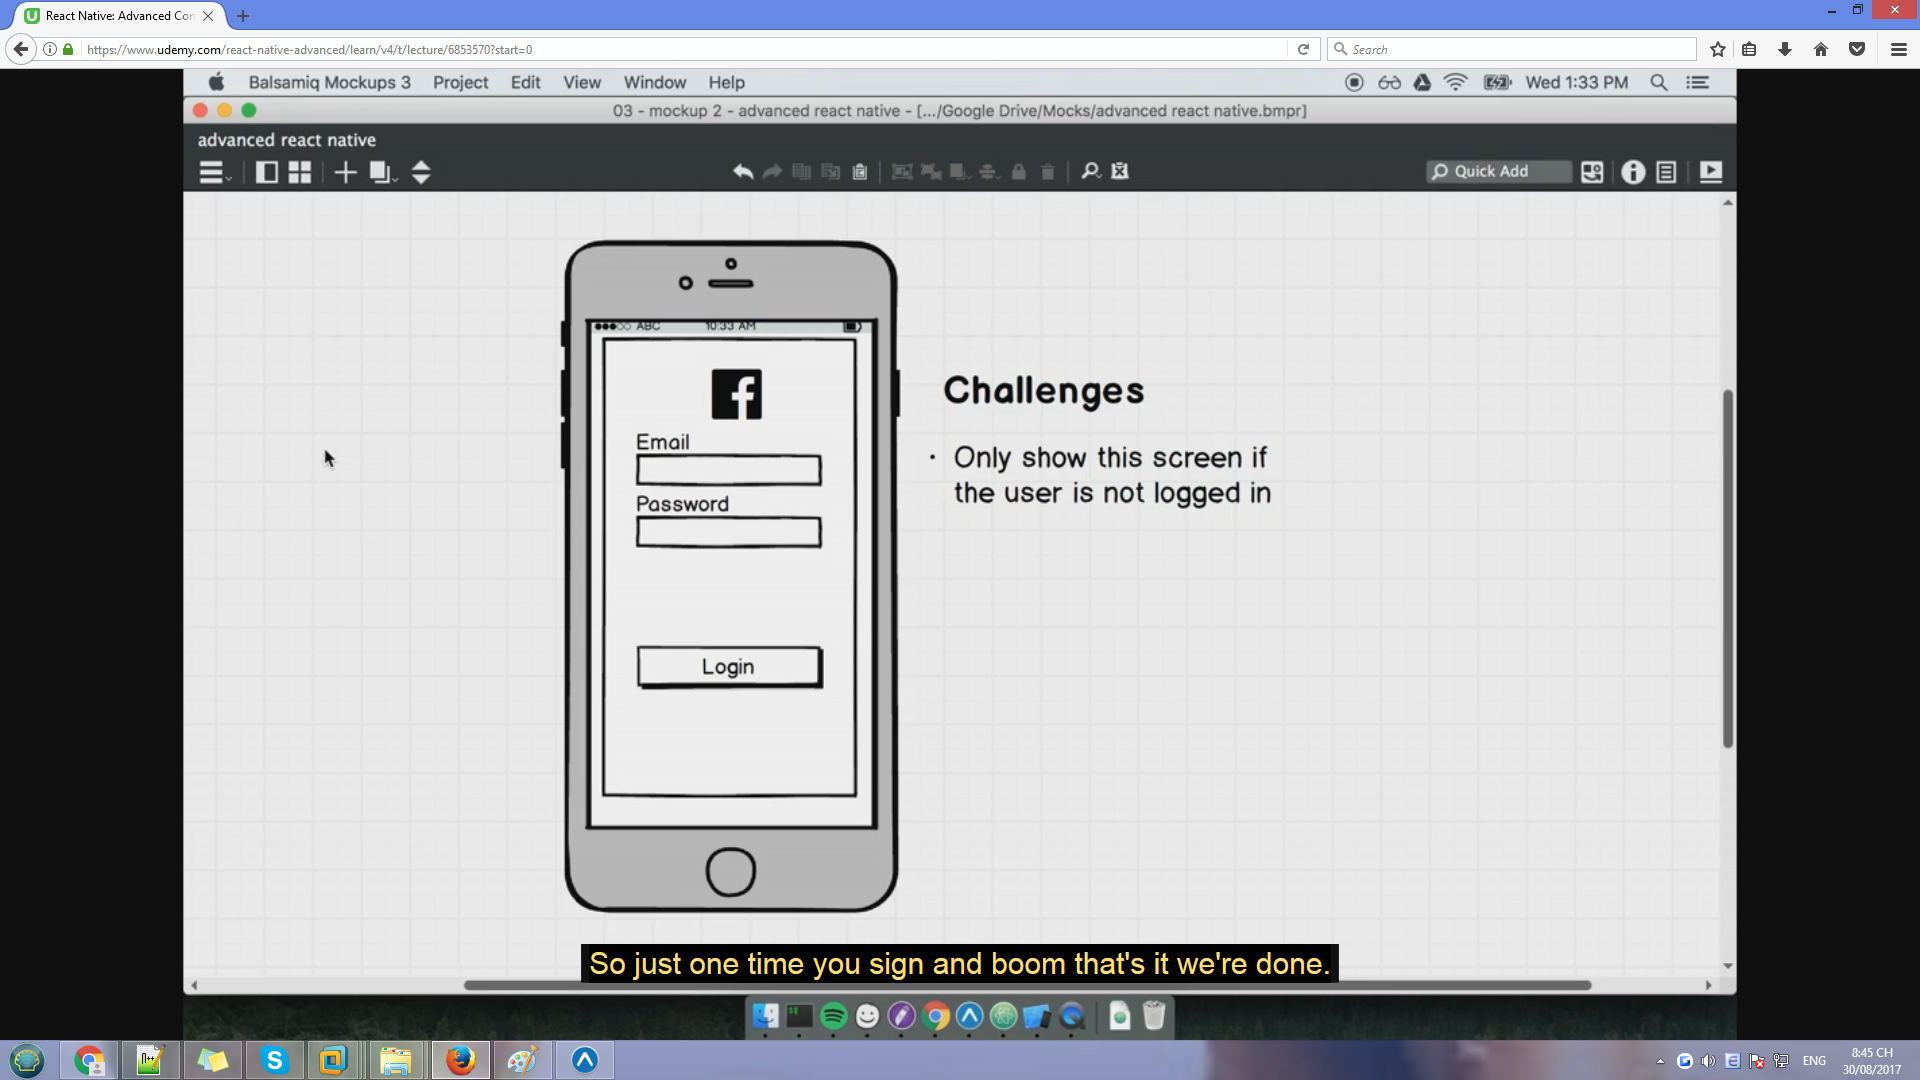 React Native: Advanced Con
https://www.udemy.com/react-native-advanced/learn/v4/t/lecture/6853570?start=0
Search
Balsamiq Mockups 3 Project Edit View Window Help
Wed 1:33 PM
03 - mockup 2 - advanced react native - [.../Google Drive/Mocks/advanced react native.bmpr]
advanced react native
Quick Add
ABC 10:33 AM
Email
Password
Login
Challenges
• Only show this screen if
the user is not logged in
So just one time you sign and boom that's it we're done.
ENG
8:45 CH
30/08/2017